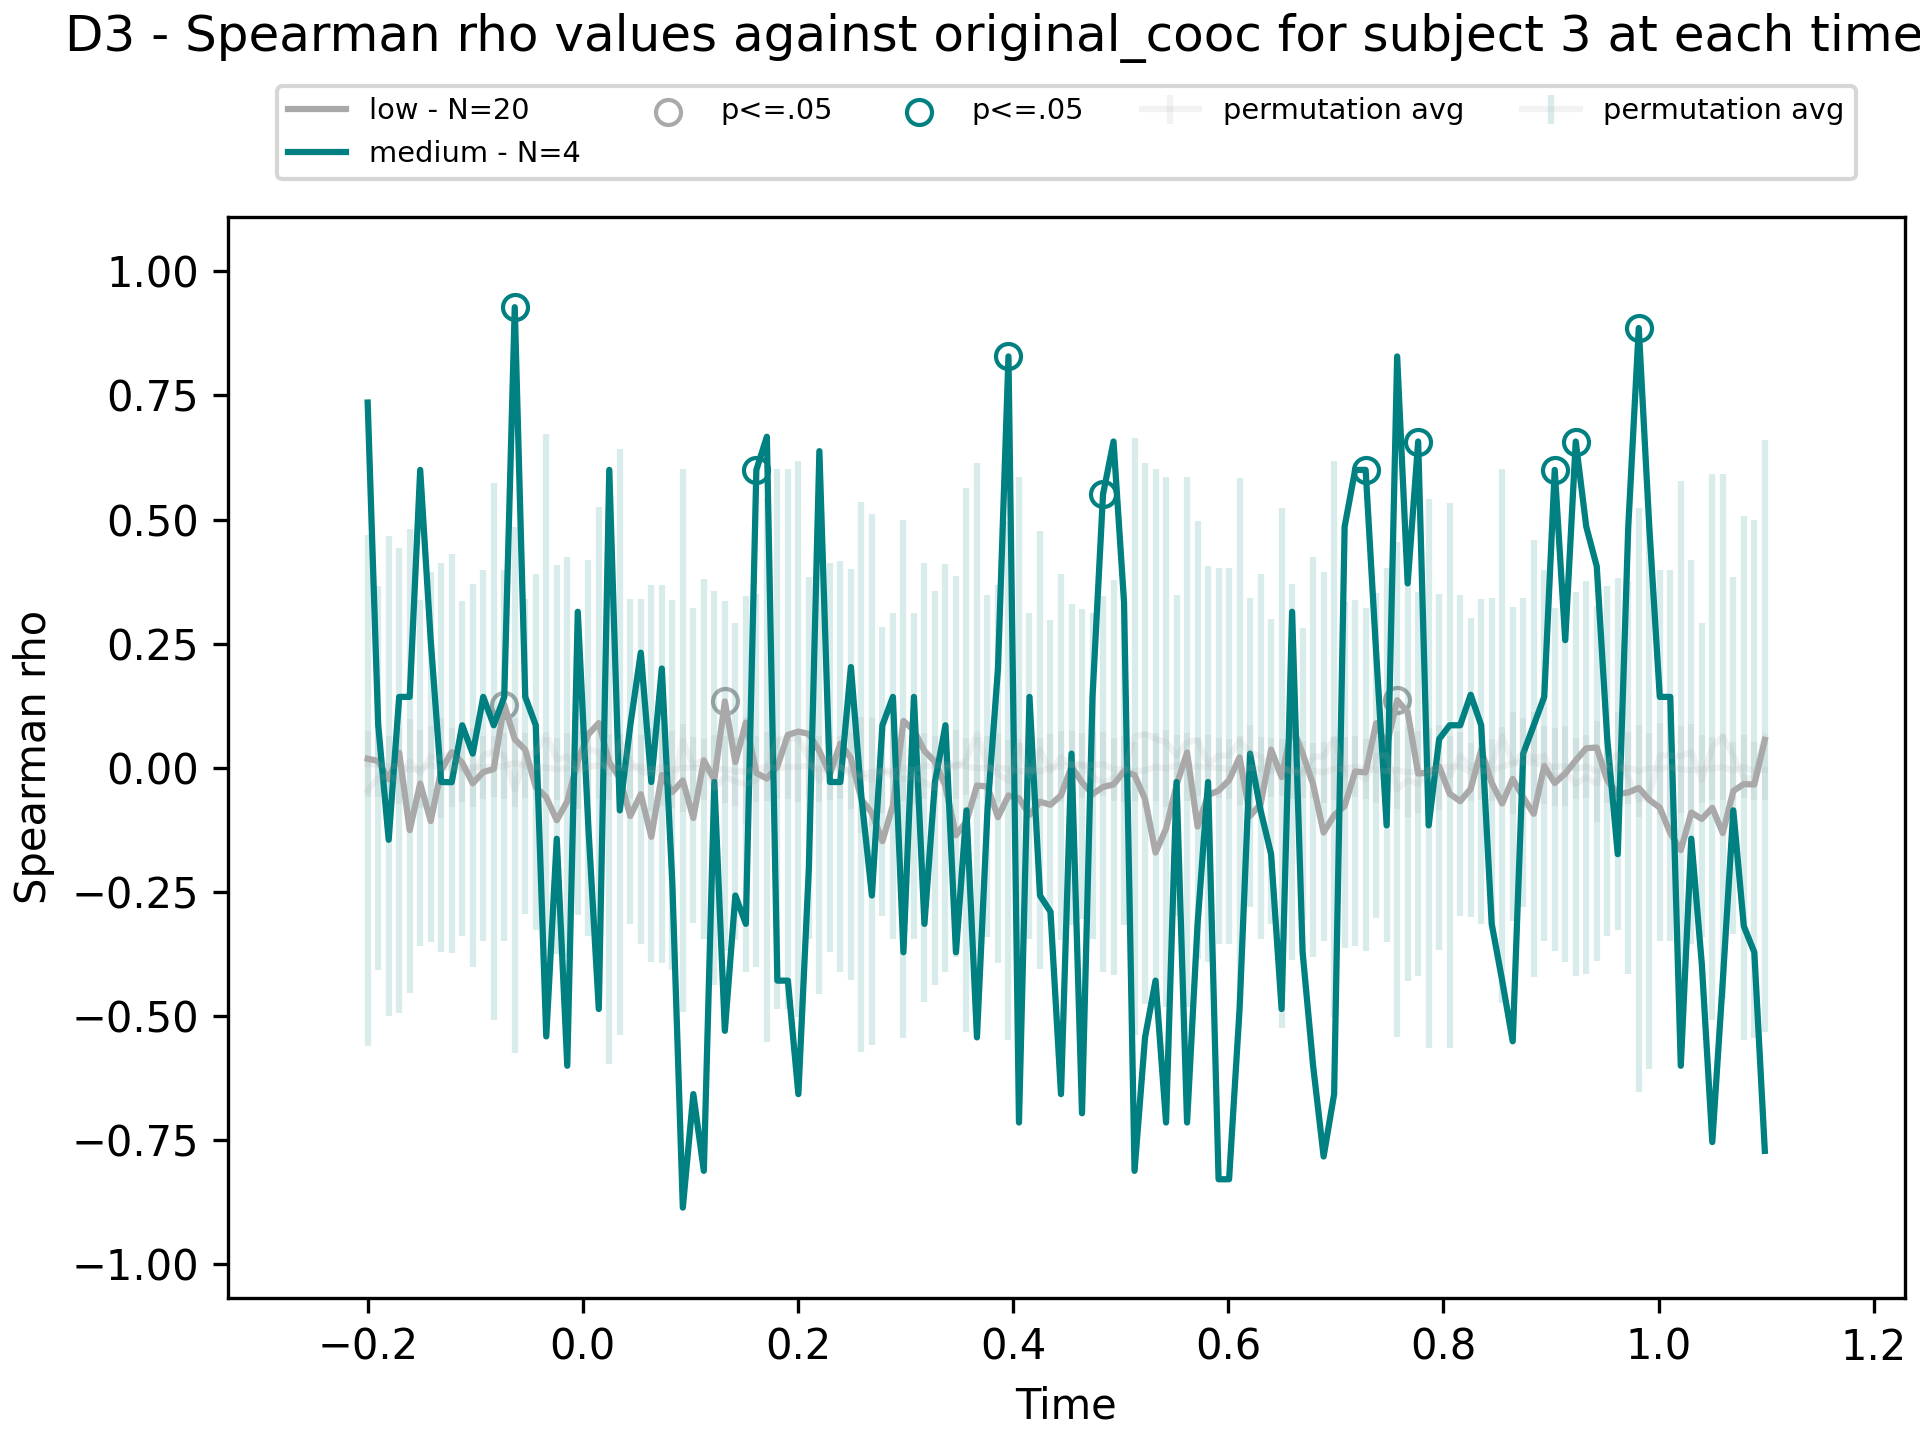 D3 - Spearman rho values against original_cooc for subject 3 at each time
low - N=20 p<=.05 p<=.05 permutation avg permutation avg
medium - N=4
1.00
0.75
0.50
0.25
0.00
−0.25
−0.50
−0.75
−1.00
Spearman rho
−0.2 0.0 0.2 0.4 0.6 0.8 1.0 1.2
Time